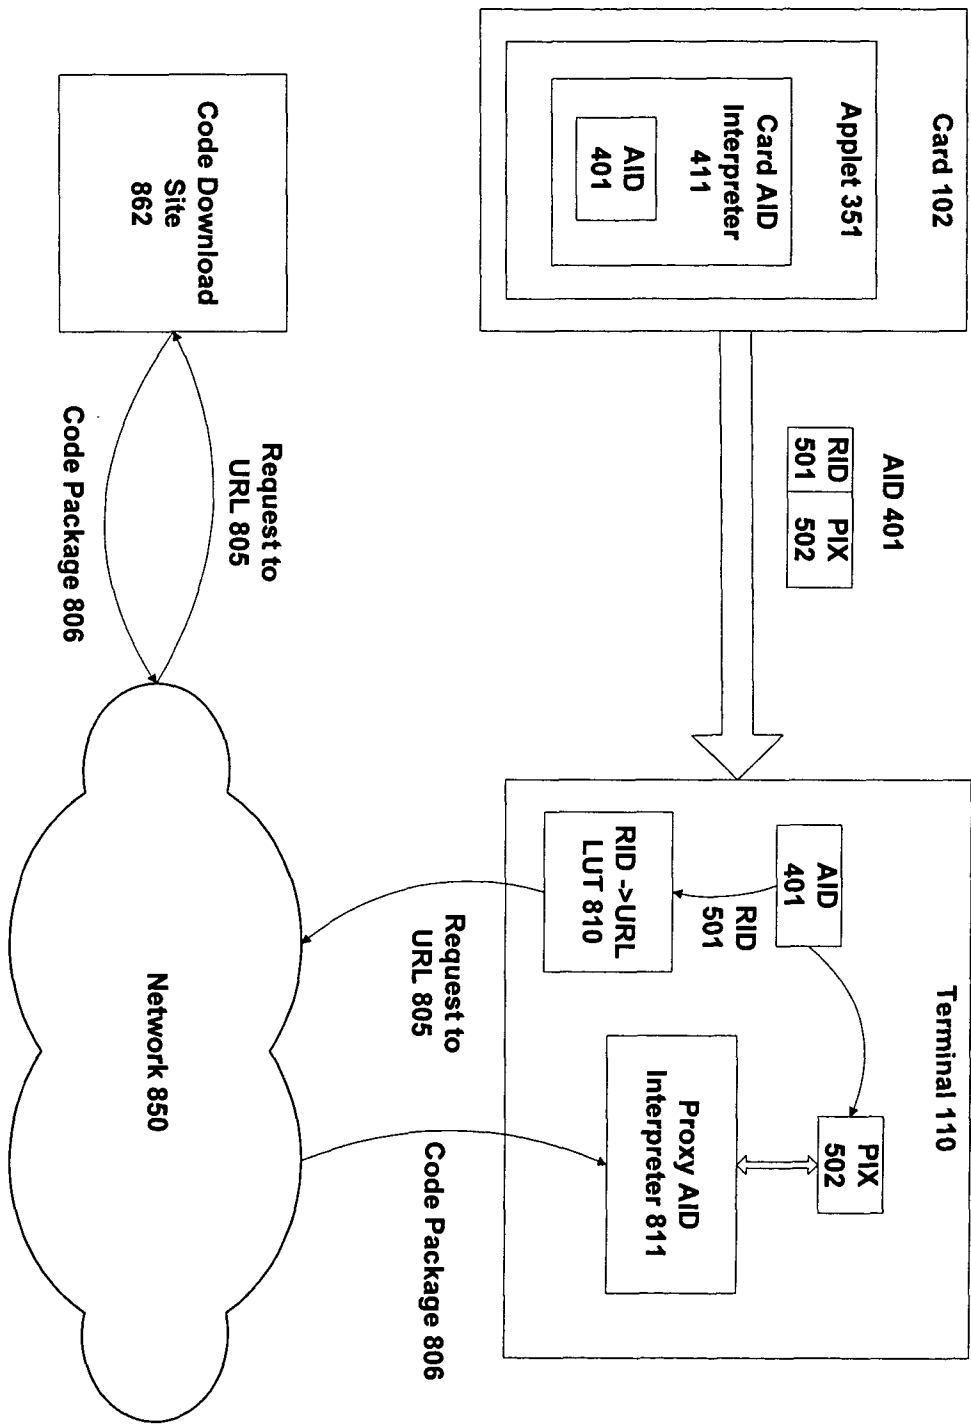 Card 102
Applet 351
Card AID
Interpreter
411
AID
401
AID 401
RID
501
PIX
502
Terminal 110
AID
401
RID
501
PIX
502
RID ->URL
LUT 810
Proxy AID
Interpreter 811
Request to
URL 805
Code Package 806
Code Download
Site
862
Request to
URL 805
Code Package 806
Network 850